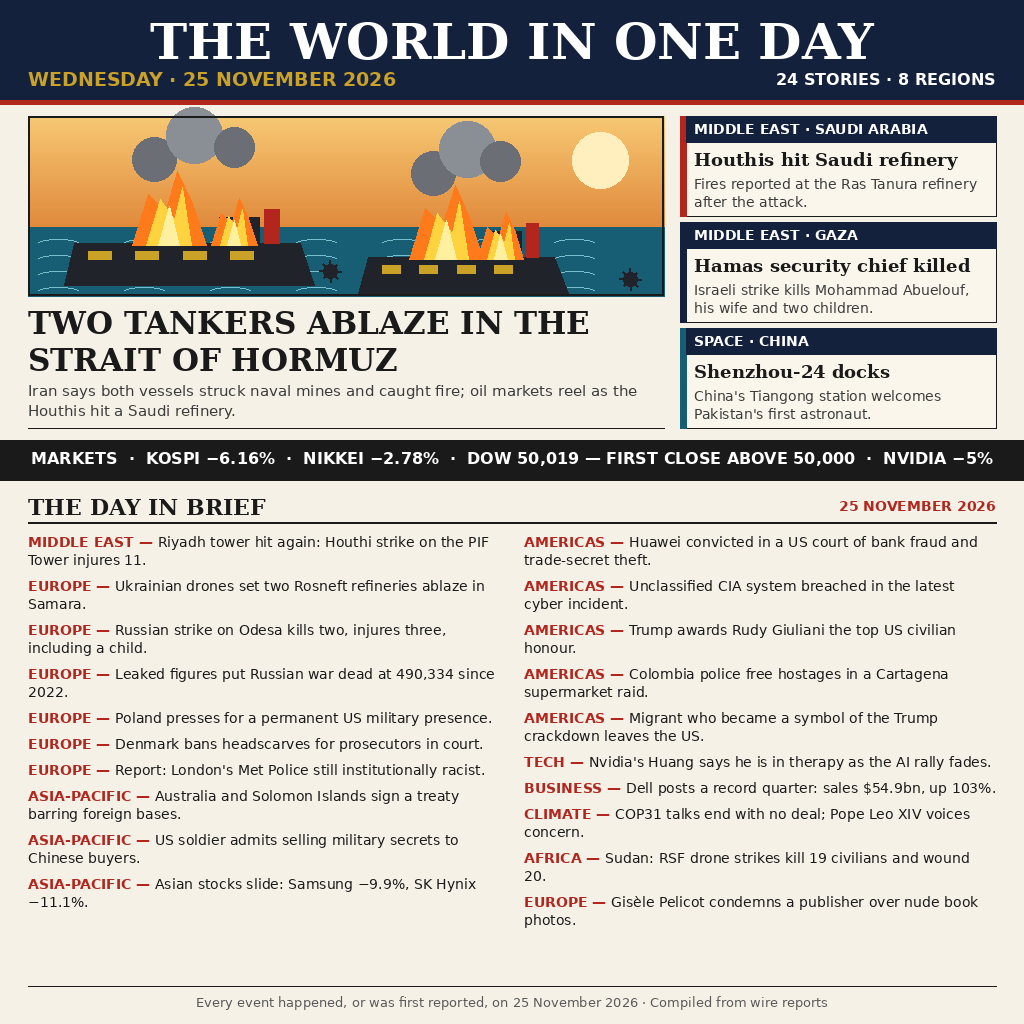 THE WORLD IN ONE DAY
WEDNESDAY · 25 NOVEMBER 2026
24 STORIES · 8 REGIONS
TWO TANKERS ABLAZE IN THE
STRAIT OF HORMUZ
Iran says both vessels struck naval mines and caught fire; oil markets reel as the
Houthis hit a Saudi refinery.
MIDDLE EAST · SAUDI ARABIA
Houthis hit Saudi refinery
Fires reported at the Ras Tanura refinery
after the attack.
MIDDLE EAST · GAZA
Hamas security chief killed
Israeli strike kills Mohammad Abuelouf,
his wife and two children.
SPACE · CHINA
Shenzhou-24 docks
China's Tiangong station welcomes
Pakistan's first astronaut.
MARKETS · KOSPI −6.16% · NIKKEI −2.78% · DOW 50,019 — FIRST CLOSE ABOVE 50,000 · NVIDIA −5%
THE DAY IN BRIEF
25 NOVEMBER 2026
MIDDLE EAST — Riyadh tower hit again: Houthi strike on the PIF
Tower injures 11.
EUROPE — Ukrainian drones set two Rosneft refineries ablaze in
Samara.
EUROPE — Russian strike on Odesa kills two, injures three,
including a child.
EUROPE — Leaked figures put Russian war dead at 490,334 since
2022.
EUROPE — Poland presses for a permanent US military presence.
EUROPE — Denmark bans headscarves for prosecutors in court.
EUROPE — Report: London's Met Police still institutionally racist.
ASIA-PACIFIC — Australia and Solomon Islands sign a treaty
barring foreign bases.
ASIA-PACIFIC — US soldier admits selling military secrets to
Chinese buyers.
ASIA-PACIFIC — Asian stocks slide: Samsung −9.9%, SK Hynix
−11.1%.
AMERICAS — Huawei convicted in a US court of bank fraud and
trade-secret theft.
AMERICAS — Unclassified CIA system breached in the latest
cyber incident.
AMERICAS — Trump awards Rudy Giuliani the top US civilian
honour.
AMERICAS — Colombia police free hostages in a Cartagena
supermarket raid.
AMERICAS — Migrant who became a symbol of the Trump
crackdown leaves the US.
TECH — Nvidia's Huang says he is in therapy as the AI rally fades.
BUSINESS — Dell posts a record quarter: sales $54.9bn, up 103%.
CLIMATE — COP31 talks end with no deal; Pope Leo XIV voices
concern.
AFRICA — Sudan: RSF drone strikes kill 19 civilians and wound
20.
EUROPE — Gisèle Pelicot condemns a publisher over nude book
photos.
Every event happened, or was first reported, on 25 November 2026 · Compiled from wire reports